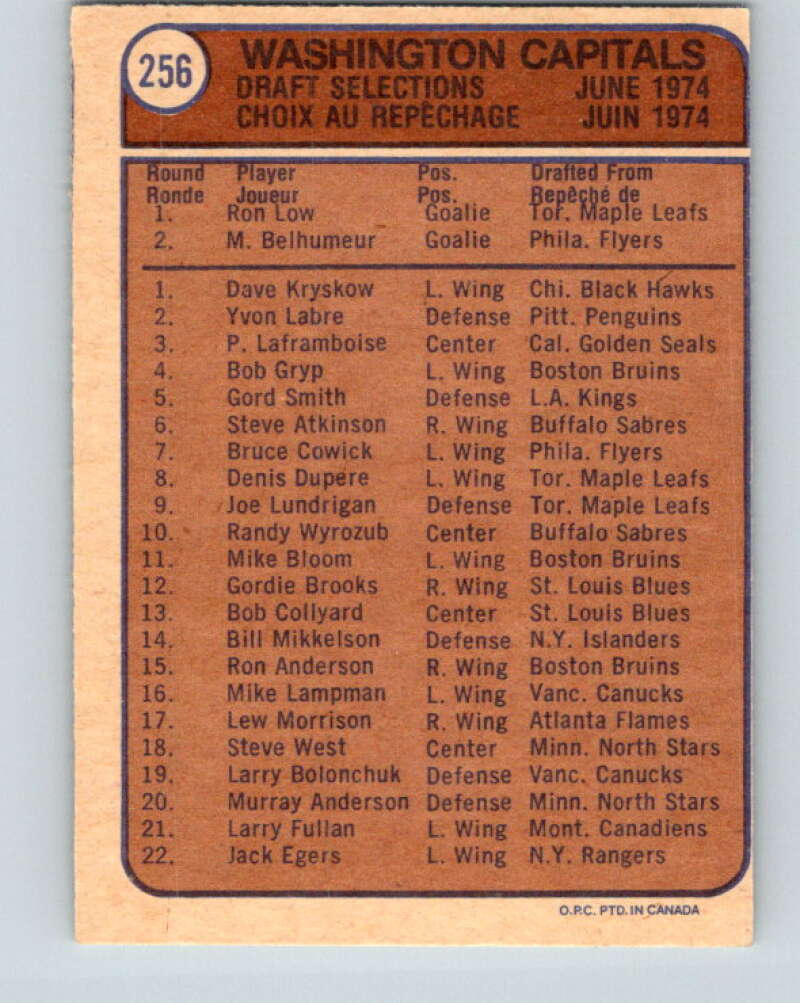 256
WASHINGTON CAPITALS
DRAFT SELECTIONS JUNE 1974
CHOIX AU REPÊCHAGE JUIN 1974
Round Player Pos. Drafted From
Ronde Joueur Pos. Repêché de
1. Ron Low Goalie Tor. Maple Leafs
2. M. Belhumeur Goalie Phila. Flyers
1. Dave Kryskow L. Wing Chi. Black Hawks
2. Yvon Labre Defense Pitt. Penguins
3. P. Laframboise Center Cal. Golden Seals
4. Bob Gryp L. Wing Boston Bruins
5. Gord Smith Defense L.A. Kings
6. Steve Atkinson R. Wing Buffalo Sabres
7. Bruce Cowick L. Wing Phila. Flyers
8. Denis Dupere L. Wing Tor. Maple Leafs
9. Joe Lundrigan Defense Tor. Maple Leafs
10. Randy Wyrozub Center Buffalo Sabres
11. Mike Bloom L. Wing Boston Bruins
12. Gordie Brooks R. Wing St. Louis Blues
13. Bob Collyard Center St. Louis Blues
14. Bill Mikkelson Defense N.Y. Islanders
15. Ron Anderson R. Wing Boston Bruins
16. Mike Lampman L. Wing Vanc. Canucks
17. Lew Morrison R. Wing Atlanta Flames
18. Steve West Center Minn. North Stars
19. Larry Bolonchuk Defense Vanc. Canucks
20. Murray Anderson Defense Minn. North Stars
21. Larry Fullan L. Wing Mont. Canadiens
22. Jack Egers L. Wing N.Y. Rangers
O.P.C. PTD. IN CANADA